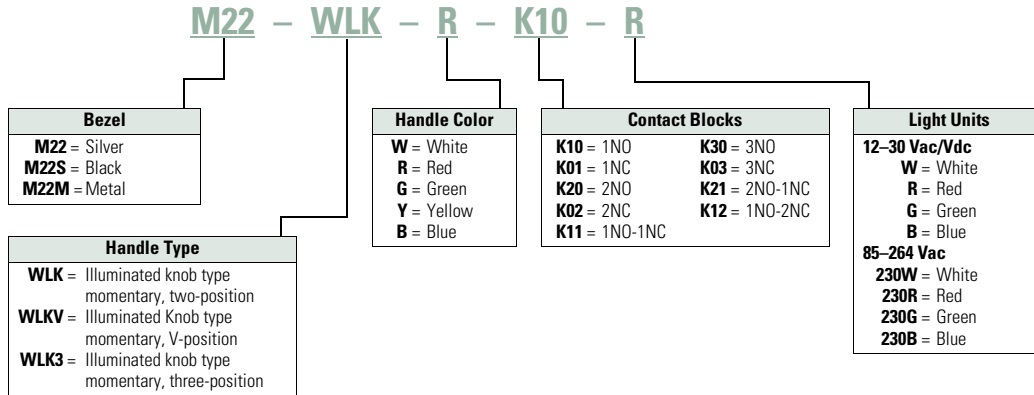 M22 – WLK – R – K10 – R
Bezel
M22 = Silver
M22S = Black
M22M = Metal
Handle Type
WLK = Illuminated knob type
momentary, two-position
WLKV = Illuminated Knob type
momentary, V-position
WLK3 = Illuminated knob type
momentary, three-position
Handle Color
W = White
R = Red
G = Green
Y = Yellow
B = Blue
Contact Blocks
K10 = 1NO
K01 = 1NC
K20 = 2NO
K02 = 2NC
K11 = 1NO-1NC
K30 = 3NO
K03 = 3NC
K21 = 2NO-1NC
K12 = 1NO-2NC
Light Units
12–30 Vac/Vdc
W = White
R = Red
G = Green
B = Blue
85–264 Vac
230W = White
230R = Red
230G = Green
230B = Blue